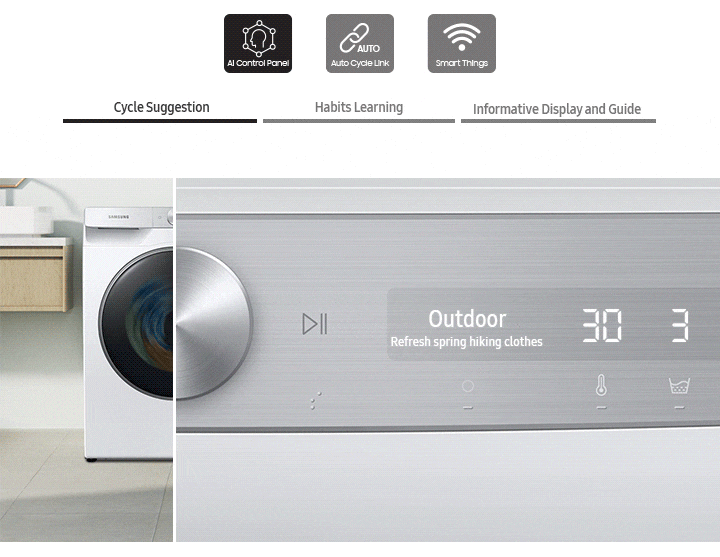 AI Control Panel
AUTO
Auto Cycle Link
Smart Things
Cycle Suggestion
Habits Learning
Informative Display and Guide
SAMSUNG
Outdoor
Refresh spring hiking clothes
30
3